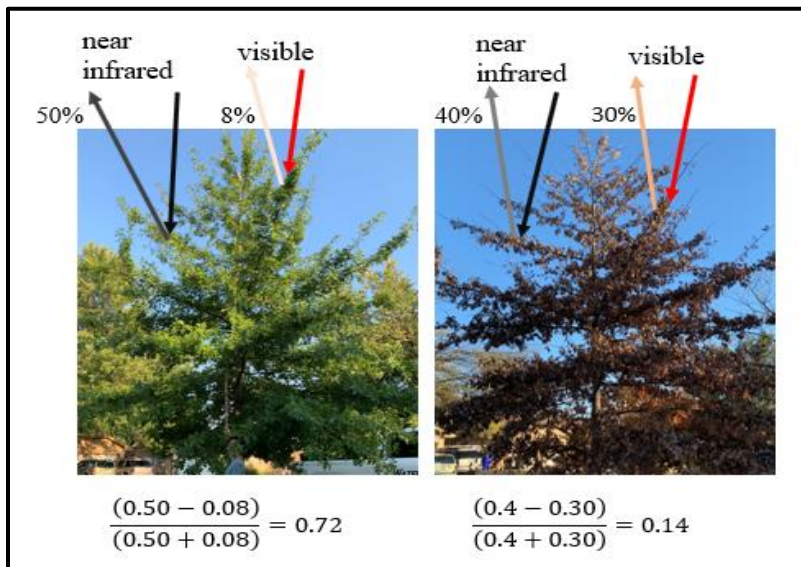 near
infrared
visible
50%
8%
near
infrared
visible
40%
30%
(0.50 − 0.08)
(0.50 + 0.08)
= 0.72
(0.4 − 0.30)
(0.4 + 0.30)
= 0.14